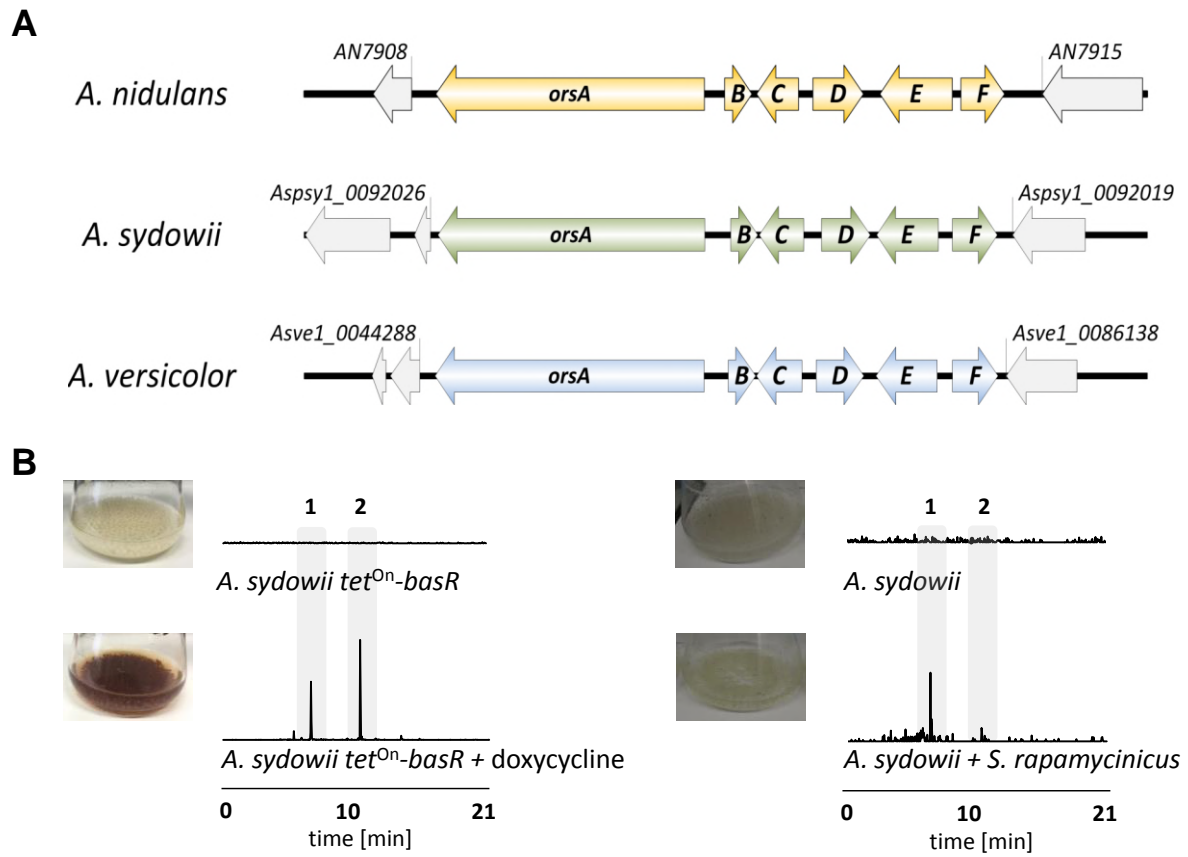 A
AN7908
AN7915
A. nidulans
orsA
B
C
D
E
F
Aspsy1_0092026
Aspsy1_0092019
A. sydowii
orsA
B
C
D
E
F
Asve1_0044288
Asve1_0086138
A. versicolor
orsA
B
C
D
E
F
B
1 2
A. sydowii tetOn-basR
A. sydowii tetOn-basR + doxycycline
0 10 21
time [min]
1 2
A. sydowii
A. sydowii + S. rapamycinicus
0 10 21
time [min]